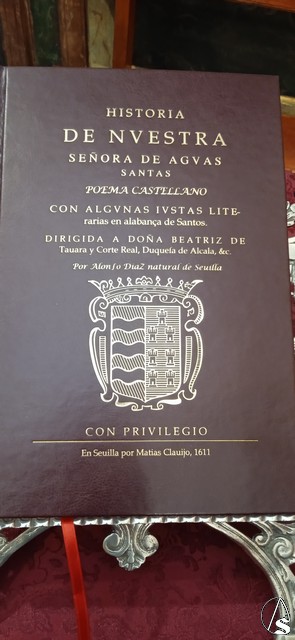 HISTORIA
DE NVESTRA
SEÑORA DE AGVAS
SANTAS
POEMA CASTELLANO
CON ALGVNAS IVSTAS LITE-
rarias en alabança de Santos.
DIRIGIDA A DOÑA BEATRIZ DE
Tauara y Corte Real, Duqueſa de Alcala, &c.
Por Alonſo Diaz natural de Seuilla
CON PRIVILEGIO
En Seuilla por Matias Clauijo, 1611